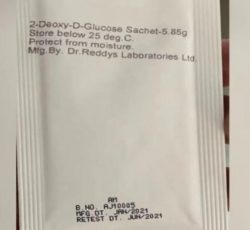 2-Deoxy-D-Glucose Sachet-5.85g
Store below 25 deg.C.
Protect from moisture.
Mfg.By. Dr.Reddys Laboratories Ltd.
AM
B.NO. AJ10005
MFG.DT. JAN/2021
RETEST DT. JUN/2021